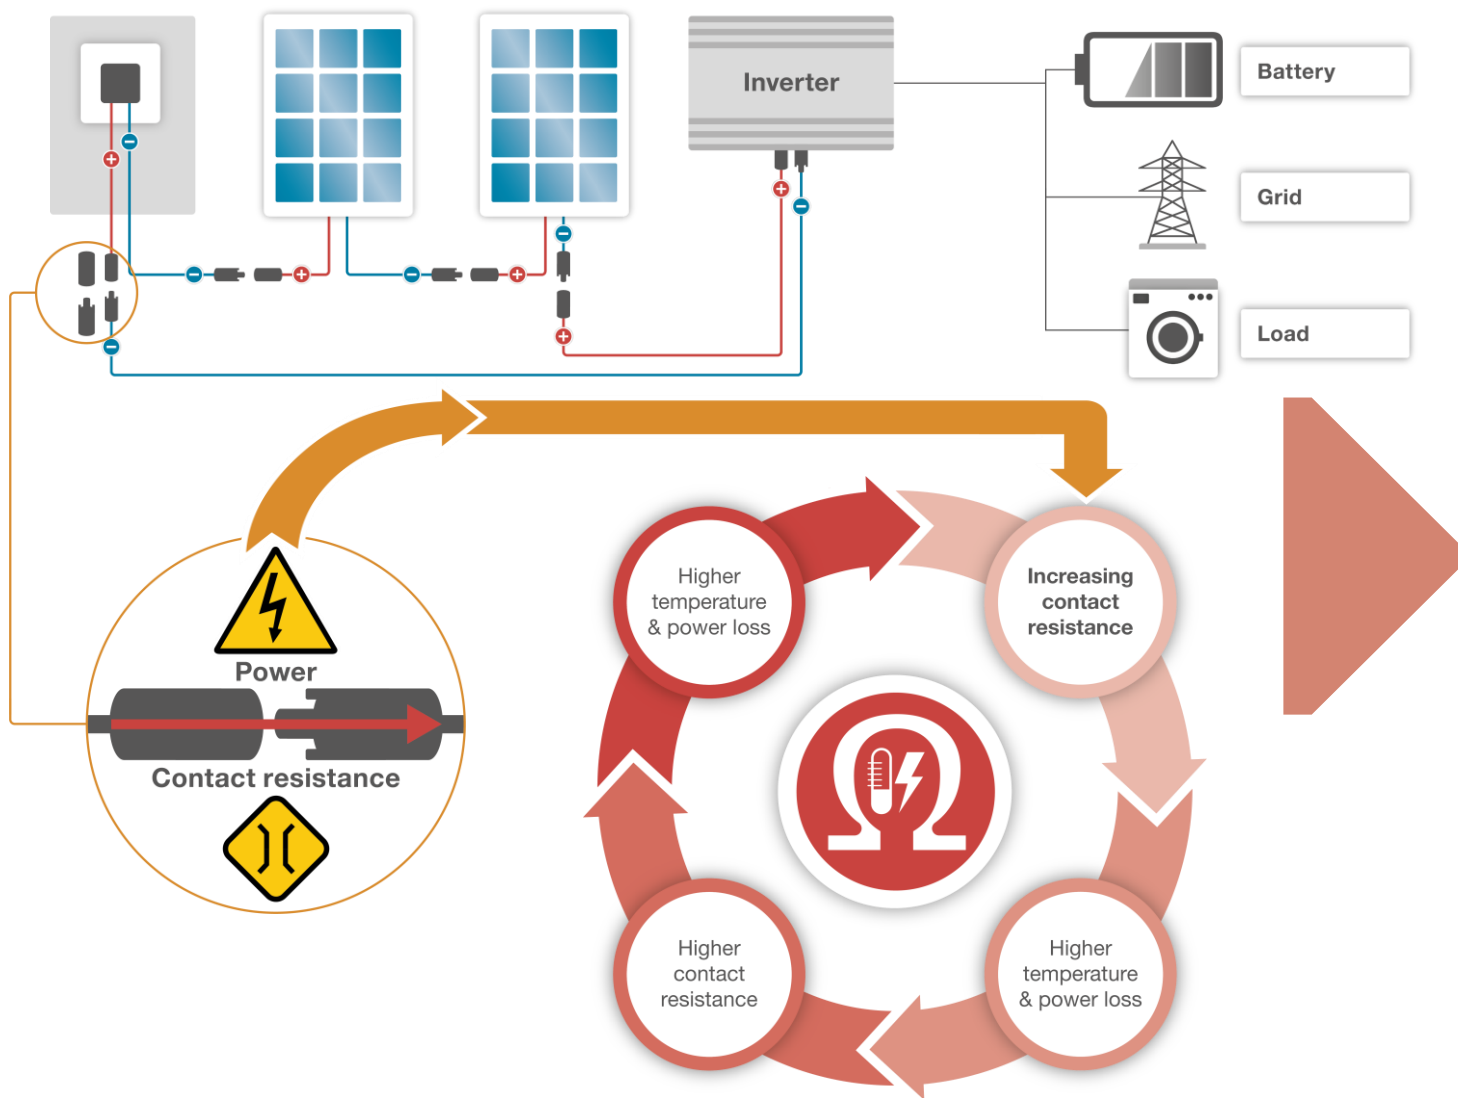 Inverter
Battery
Grid
Load
Power
Contact resistance
Higher
temperature
& power loss
Increasing
contact
resistance
Higher
contact
resistance
Higher
temperature
& power loss
Ω